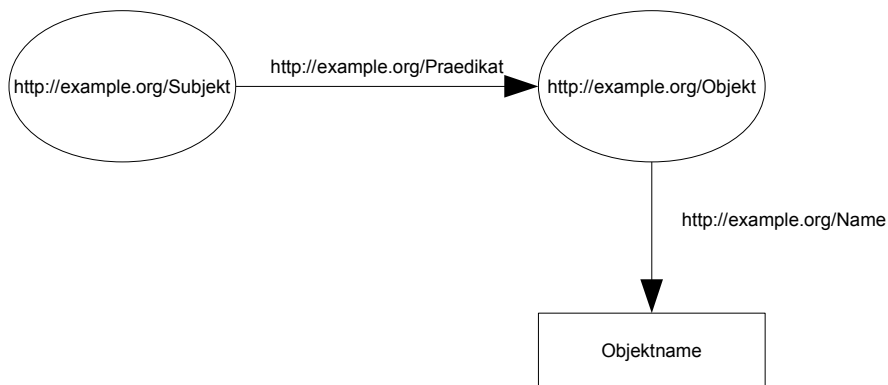 http://example.org/Subjekt
http://example.org/Praedikat
http://example.org/Objekt
http://example.org/Name
Objektname